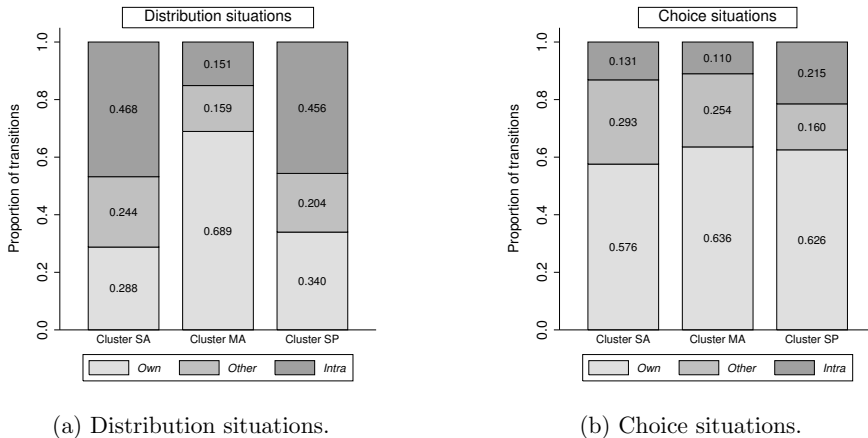 Distribution situations
Proportion of transitions
1.0
0.8
0.6
0.4
0.2
0.0
0.468
0.244
0.288
0.151
0.159
0.689
0.456
0.204
0.340
Cluster SA
Cluster MA
Cluster SP
Own
Other
Intra
(a) Distribution situations.
Choice situations
Proportion of transitions
1.0
0.8
0.6
0.4
0.2
0.0
0.131
0.293
0.576
0.110
0.254
0.636
0.215
0.160
0.626
Cluster SA
Cluster MA
Cluster SP
Own
Other
Intra
(b) Choice situations.